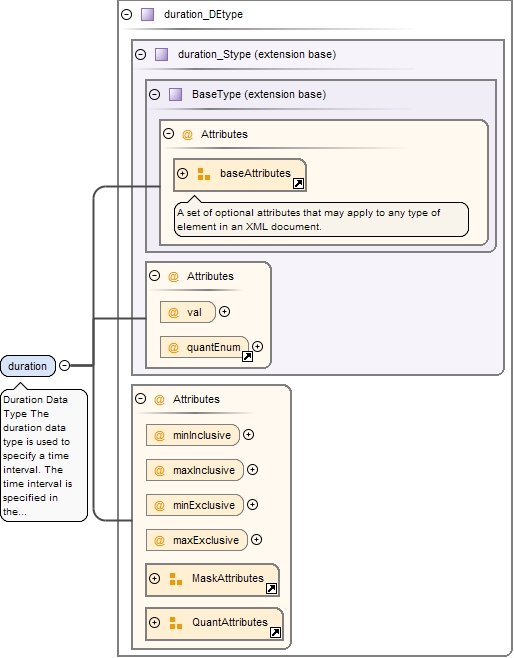 duration_DEtype
duration_Stype (extension base)
BaseType (extension base)
@ Attributes
baseAttributes
A set of optional attributes that may apply to any type of
element in an XML document.
@ Attributes
@ val
@ quantEnum
duration
Duration Data
Type The
duration data
type is used to
specify a time
interval. The
time interval is
specified in
the...
@ Attributes
@ minInclusive
@ maxInclusive
@ minExclusive
@ maxExclusive
MaskAttributes
QuantAttributes